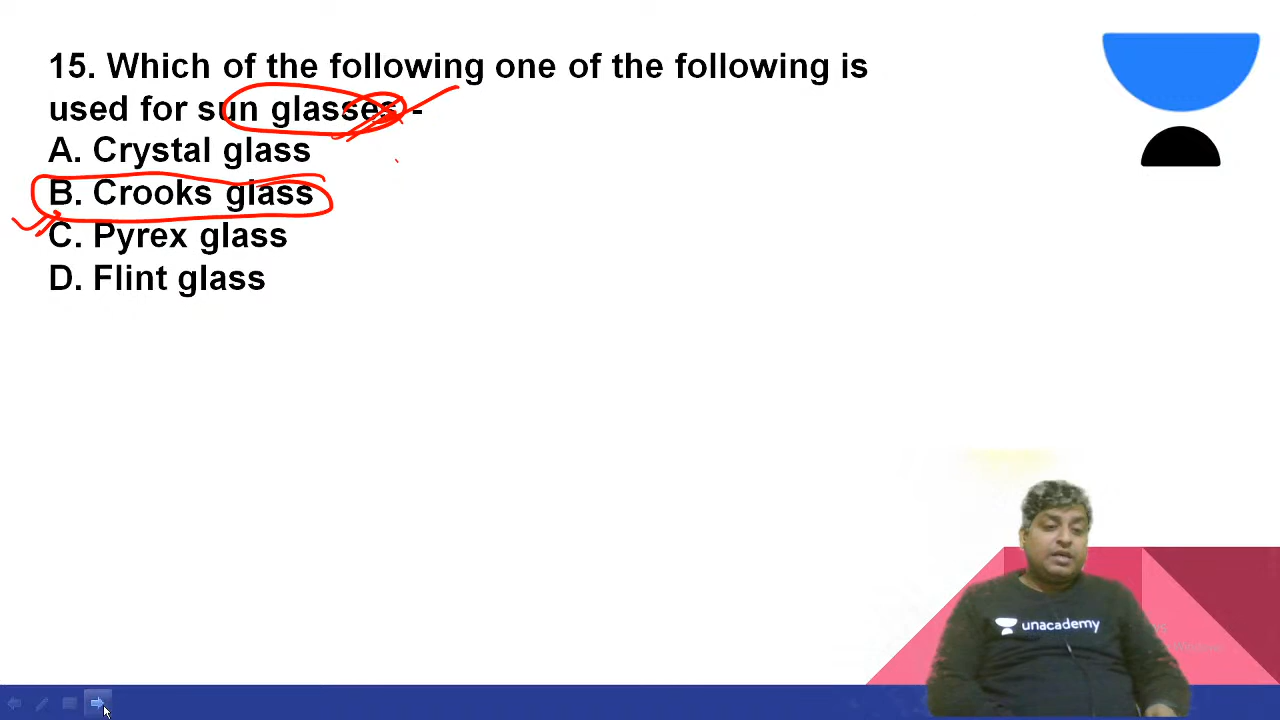 15. Which of the following one of the following is
used for sun glasses -
A. Crystal glass
B. Crooks glass
C. Pyrex glass
D. Flint glass
unacademy